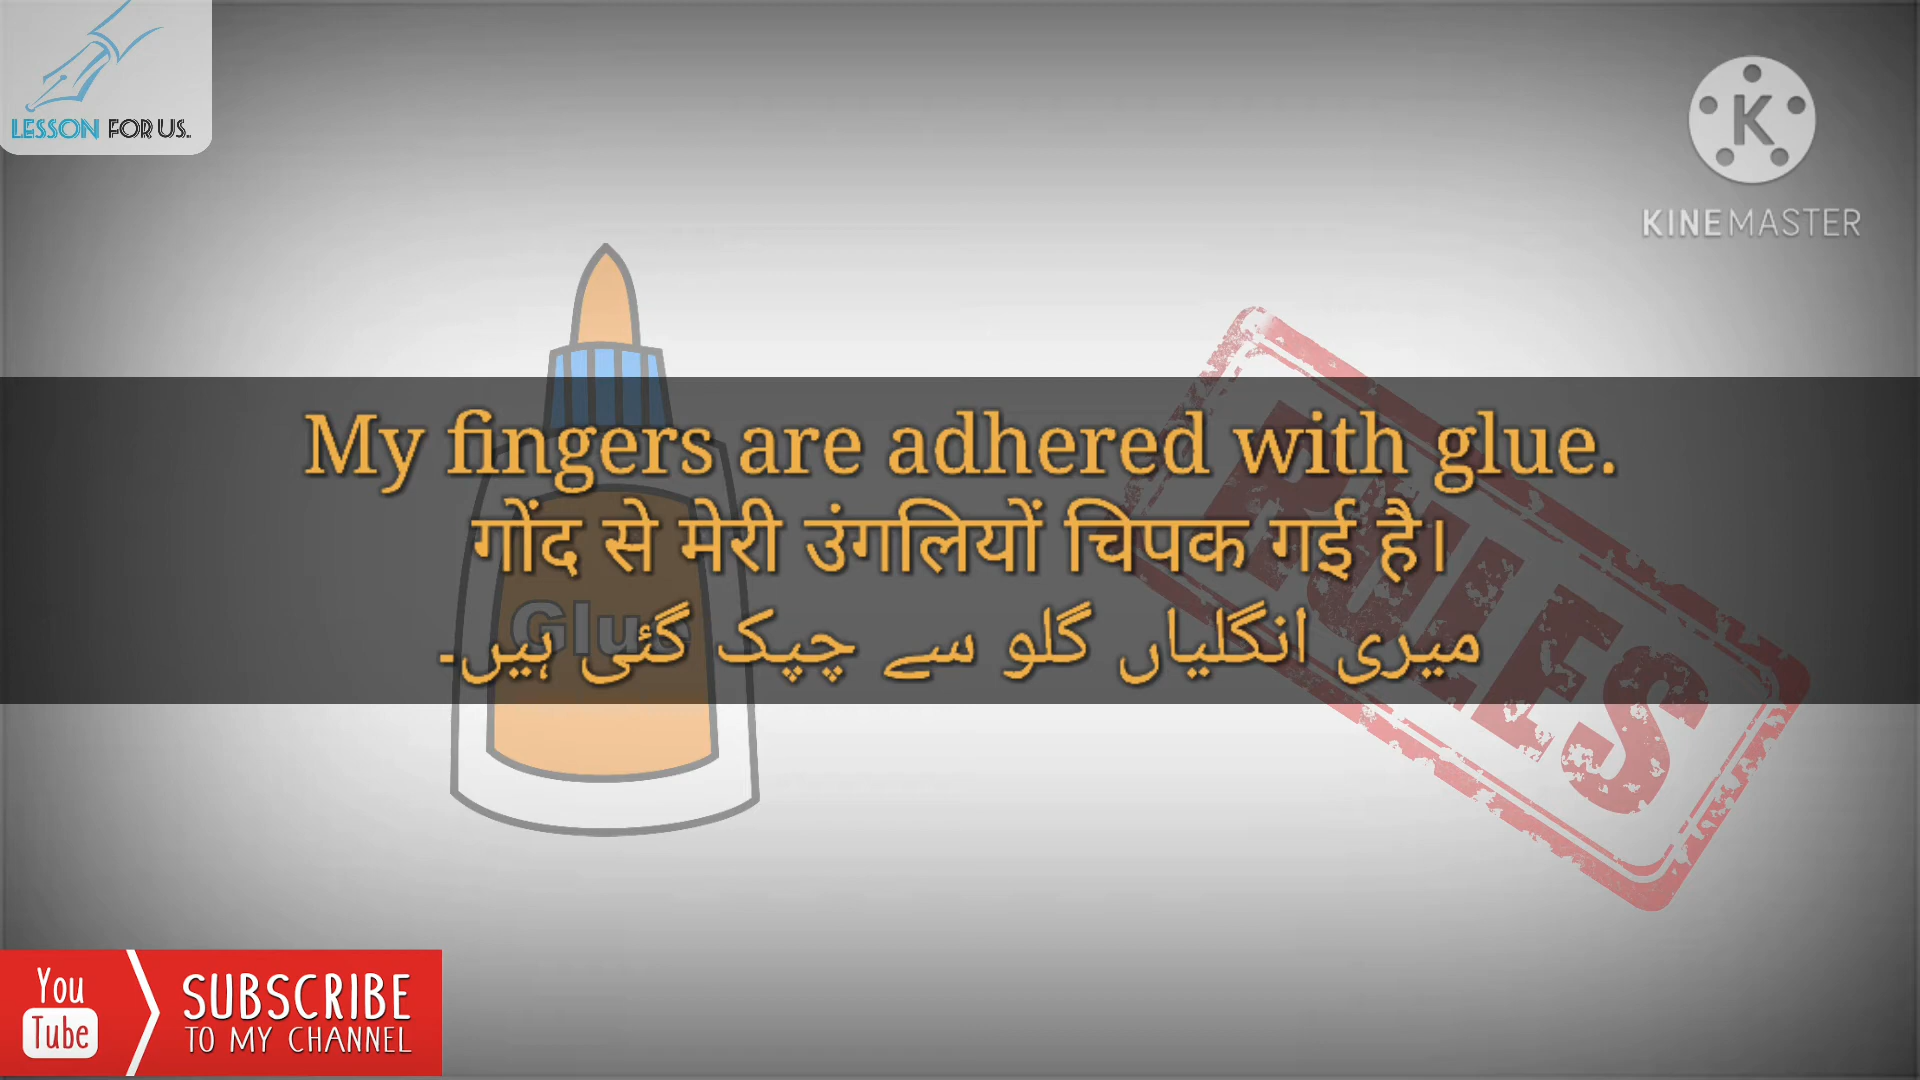 LESSON FOR US.
K
KINEMASTER
My fingers are adhered with glue.
गोंद से मेरी उंगलियों चिपक गई है।
میری انگلیاں گلو سے چپک گئی ہیں۔
Glue
RULES
You
Tube
SUBSCRIBE
TO MY CHANNEL